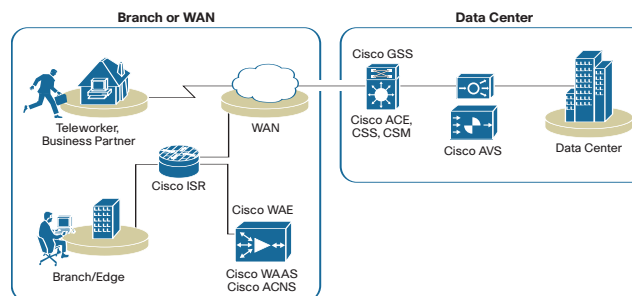 Branch or WAN
Data Center
Cisco GSS
Teleworker,
Business Partner
WAN
Cisco ACE,
CSS, CSM
Cisco AVS
Data Center
Cisco ISR
Cisco WAE
Branch/Edge
Cisco WAAS
Cisco ACNS